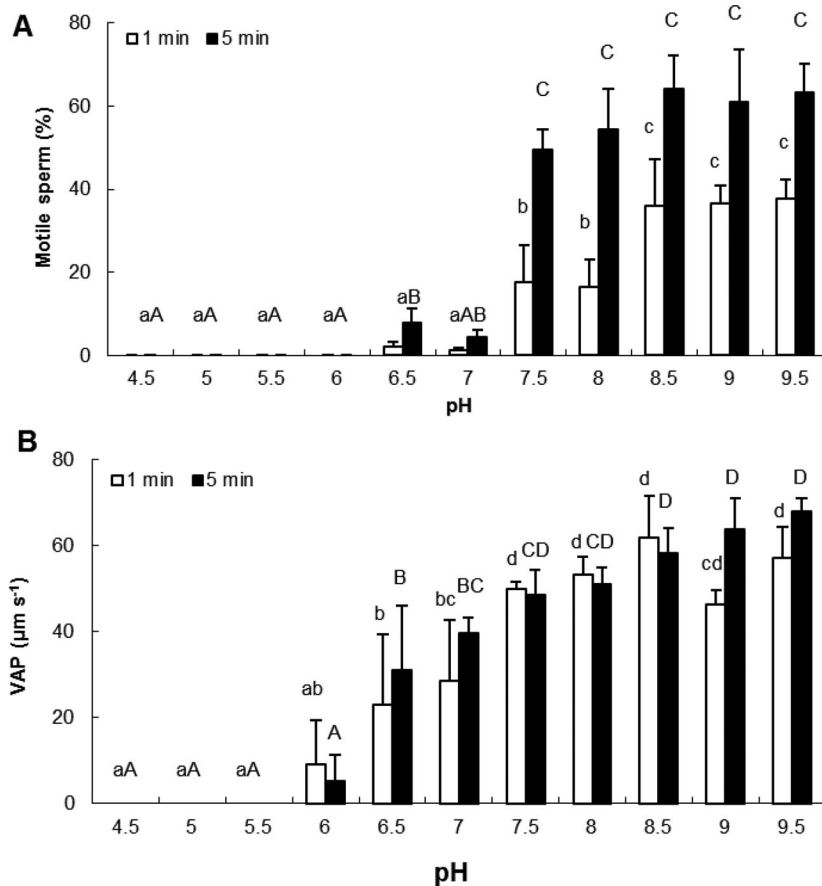 A
80
60
40
20
0
Motile sperm (%)
1 min 5 min
C C C
C C
c c c
b b
aA aA aA aA aB aAB
4.5 5 5.5 6 6.5 7 7.5 8 8.5 9 9.5
pH
B
80
60
40
20
0
VAP (µm s-1)
1 min 5 min
d D D D d
d CD d CD cd
b B bc BC
ab A
aA aA aA
4.5 5 5.5 6 6.5 7 7.5 8 8.5 9 9.5
pH